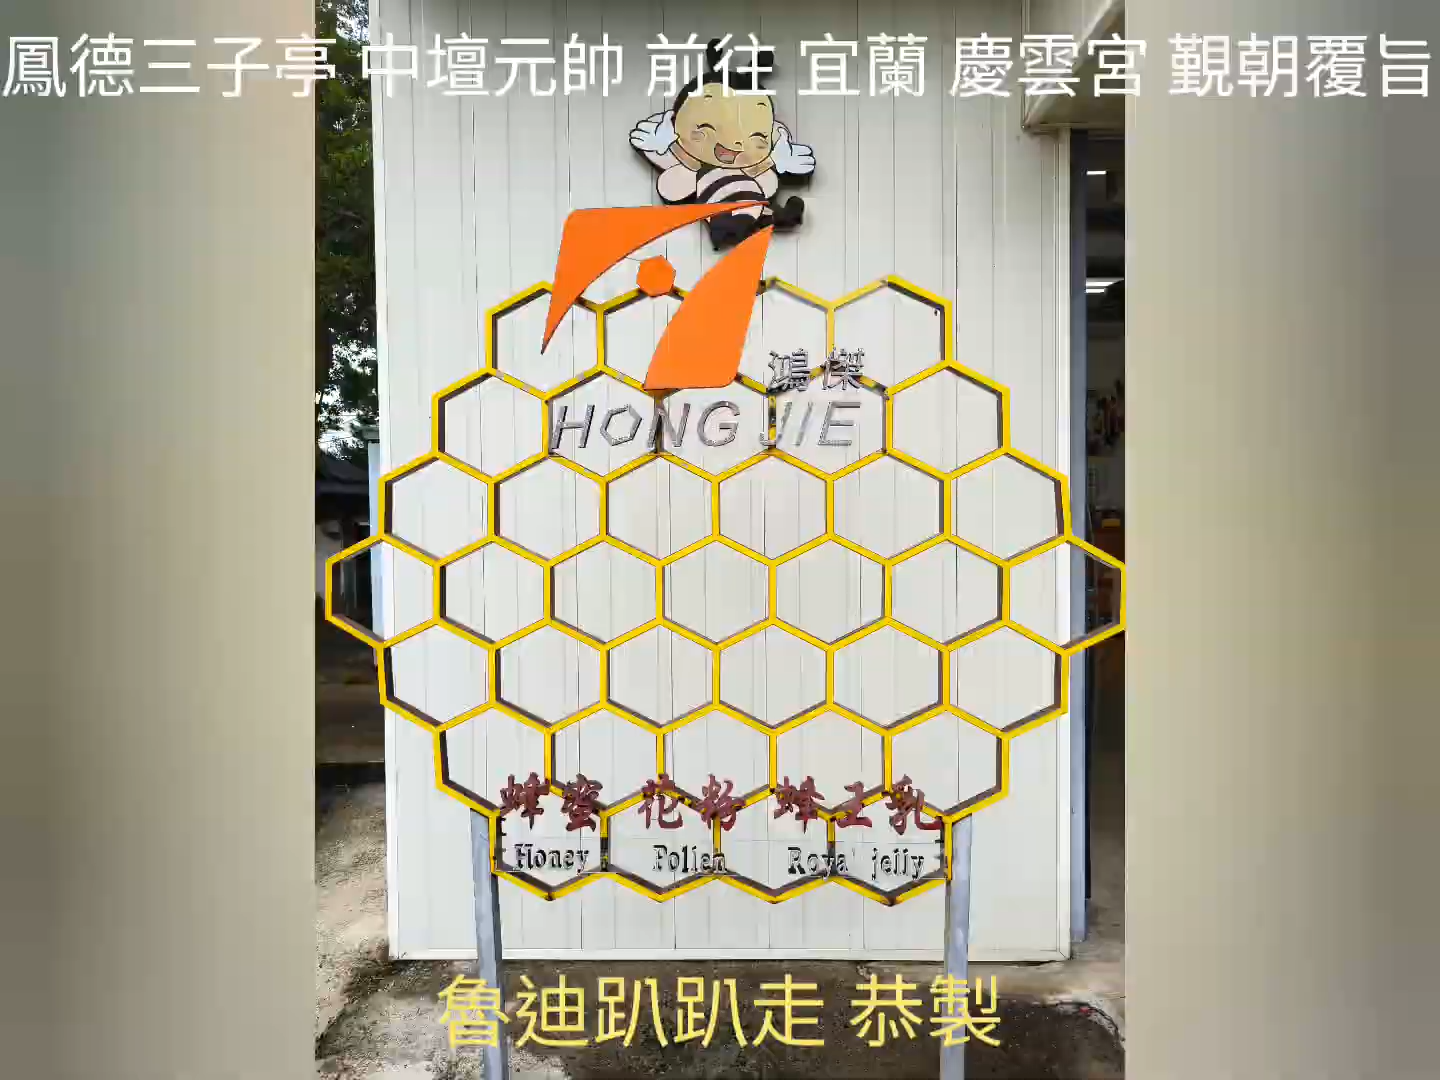 鳳德三子亭 中壇元帥 前往 宜蘭 慶雲宮 觐朝覆旨
鴻傑
HONG JIE
蜂蜜 花粉 蜂王乳
Honey Pollen Royal jelly
魯迪趴趴走 恭製